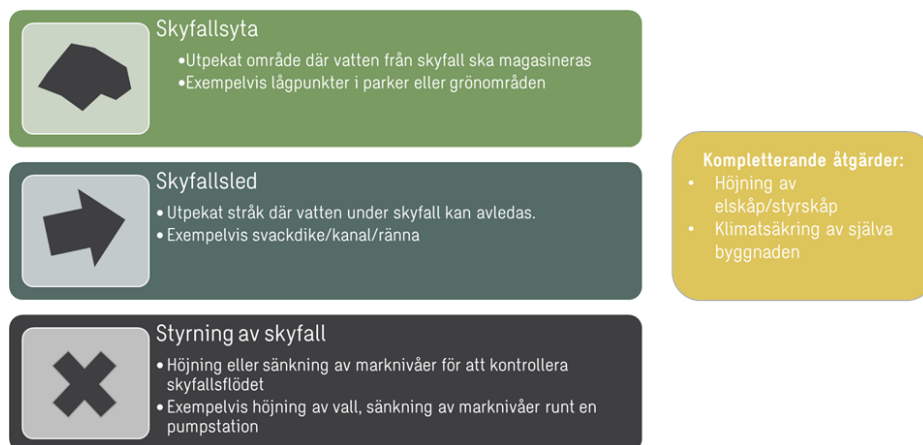 Skyfallsyta
•Utpekat område där vatten från skyfall ska magasineras
•Exempelvis lågpunkter i parker eller grönområden
Skyfallsled
• Utpekat stråk där vatten under skyfall kan avledas.
• Exempelvis svackdike/kanal/ränna
Styrning av skyfall
• Höjning eller sänkning av marknivåer för att kontrollera
skyfallsflödet
• Exempelvis höjning av vall, sänkning av marknivåer runt en
pumpstation
Kompletterande åtgärder:
• Höjning av
elskåp/styrskåp
• Klimatsäkring av själva
byggnaden